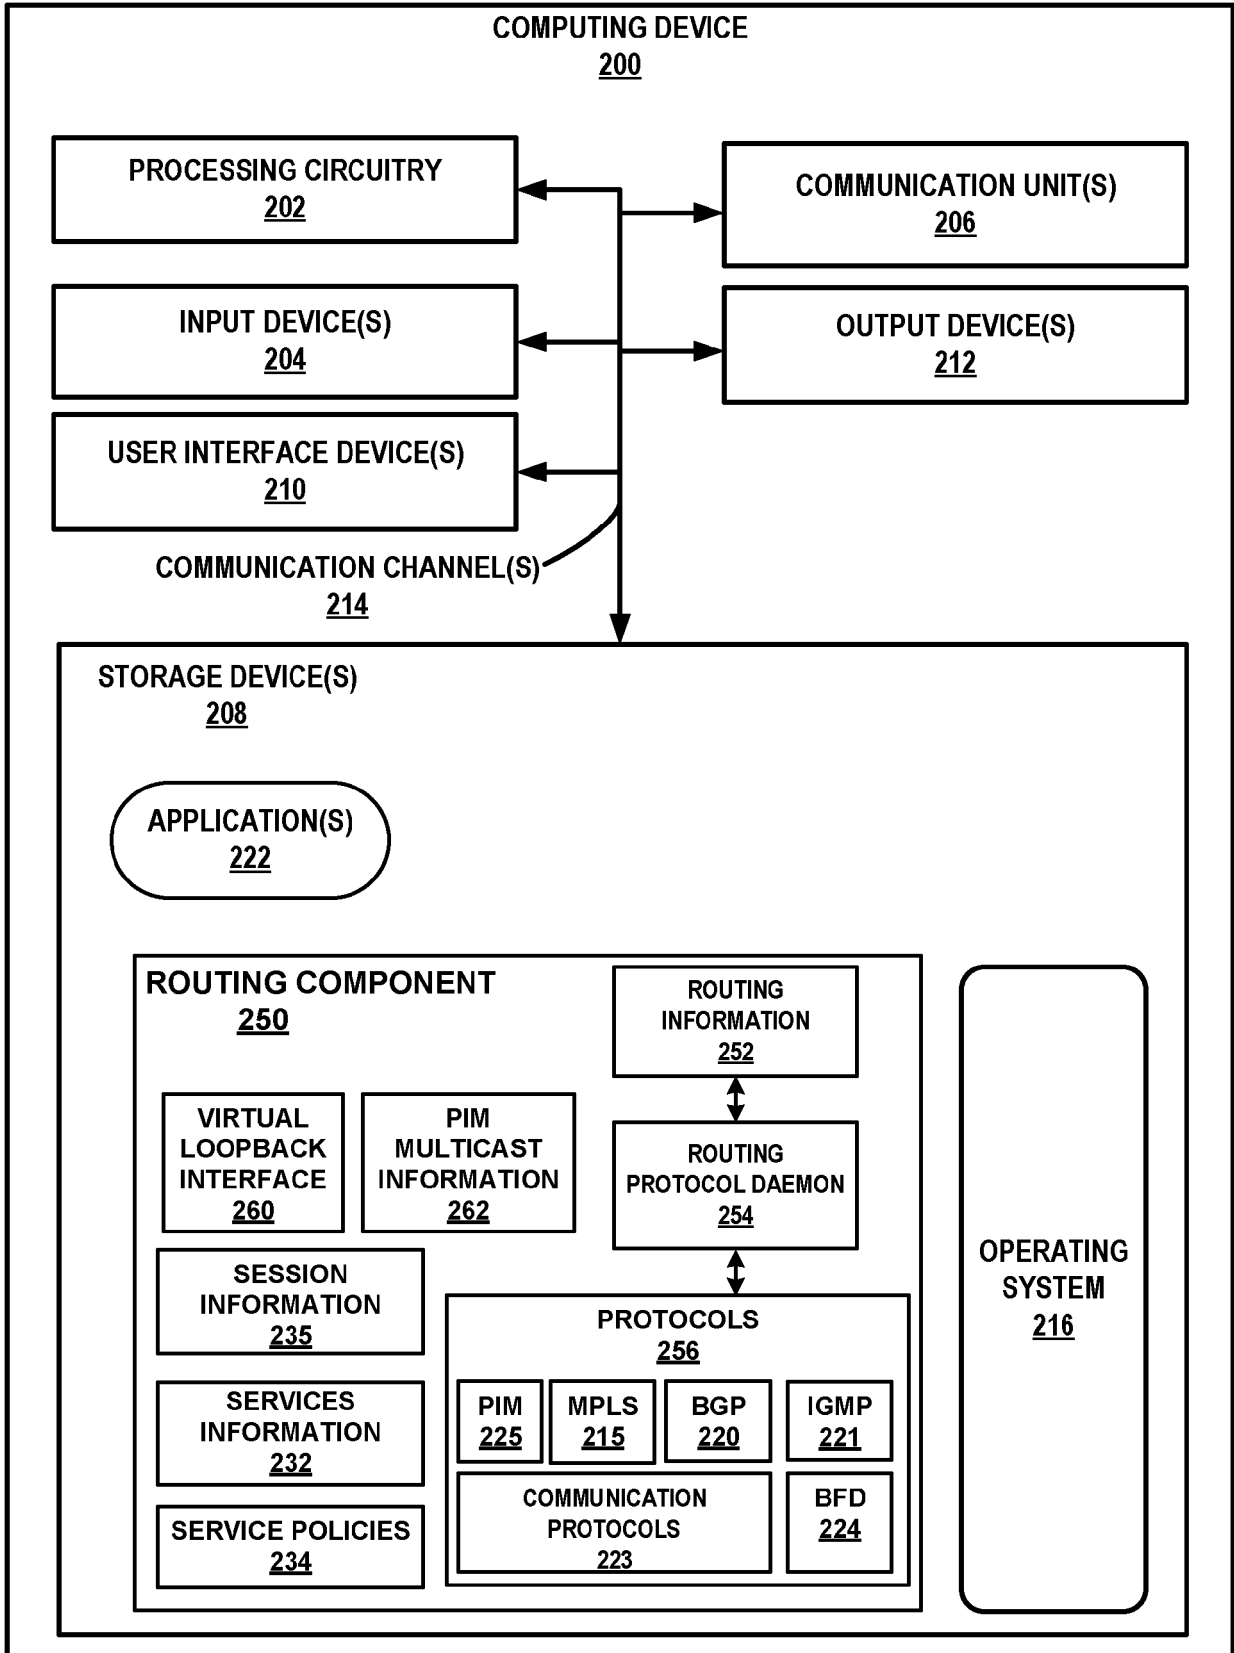 COMPUTING DEVICE
200
PROCESSING CIRCUITRY
202
COMMUNICATION UNIT(S)
206
INPUT DEVICE(S)
204
OUTPUT DEVICE(S)
212
USER INTERFACE DEVICE(S)
210
COMMUNICATION CHANNEL(S)
214
STORAGE DEVICE(S)
208
APPLICATION(S)
222
ROUTING COMPONENT
250
ROUTING
INFORMATION
252
VIRTUAL
LOOPBACK
INTERFACE
260
PIM
MULTICAST
INFORMATION
262
ROUTING
PROTOCOL DAEMON
254
SESSION
INFORMATION
235
SERVICES
INFORMATION
232
SERVICE POLICIES
234
PROTOCOLS
256
PIM
225
MPLS
215
BGP
220
IGMP
221
COMMUNICATION
PROTOCOLS
223
BFD
224
OPERATING
SYSTEM
216